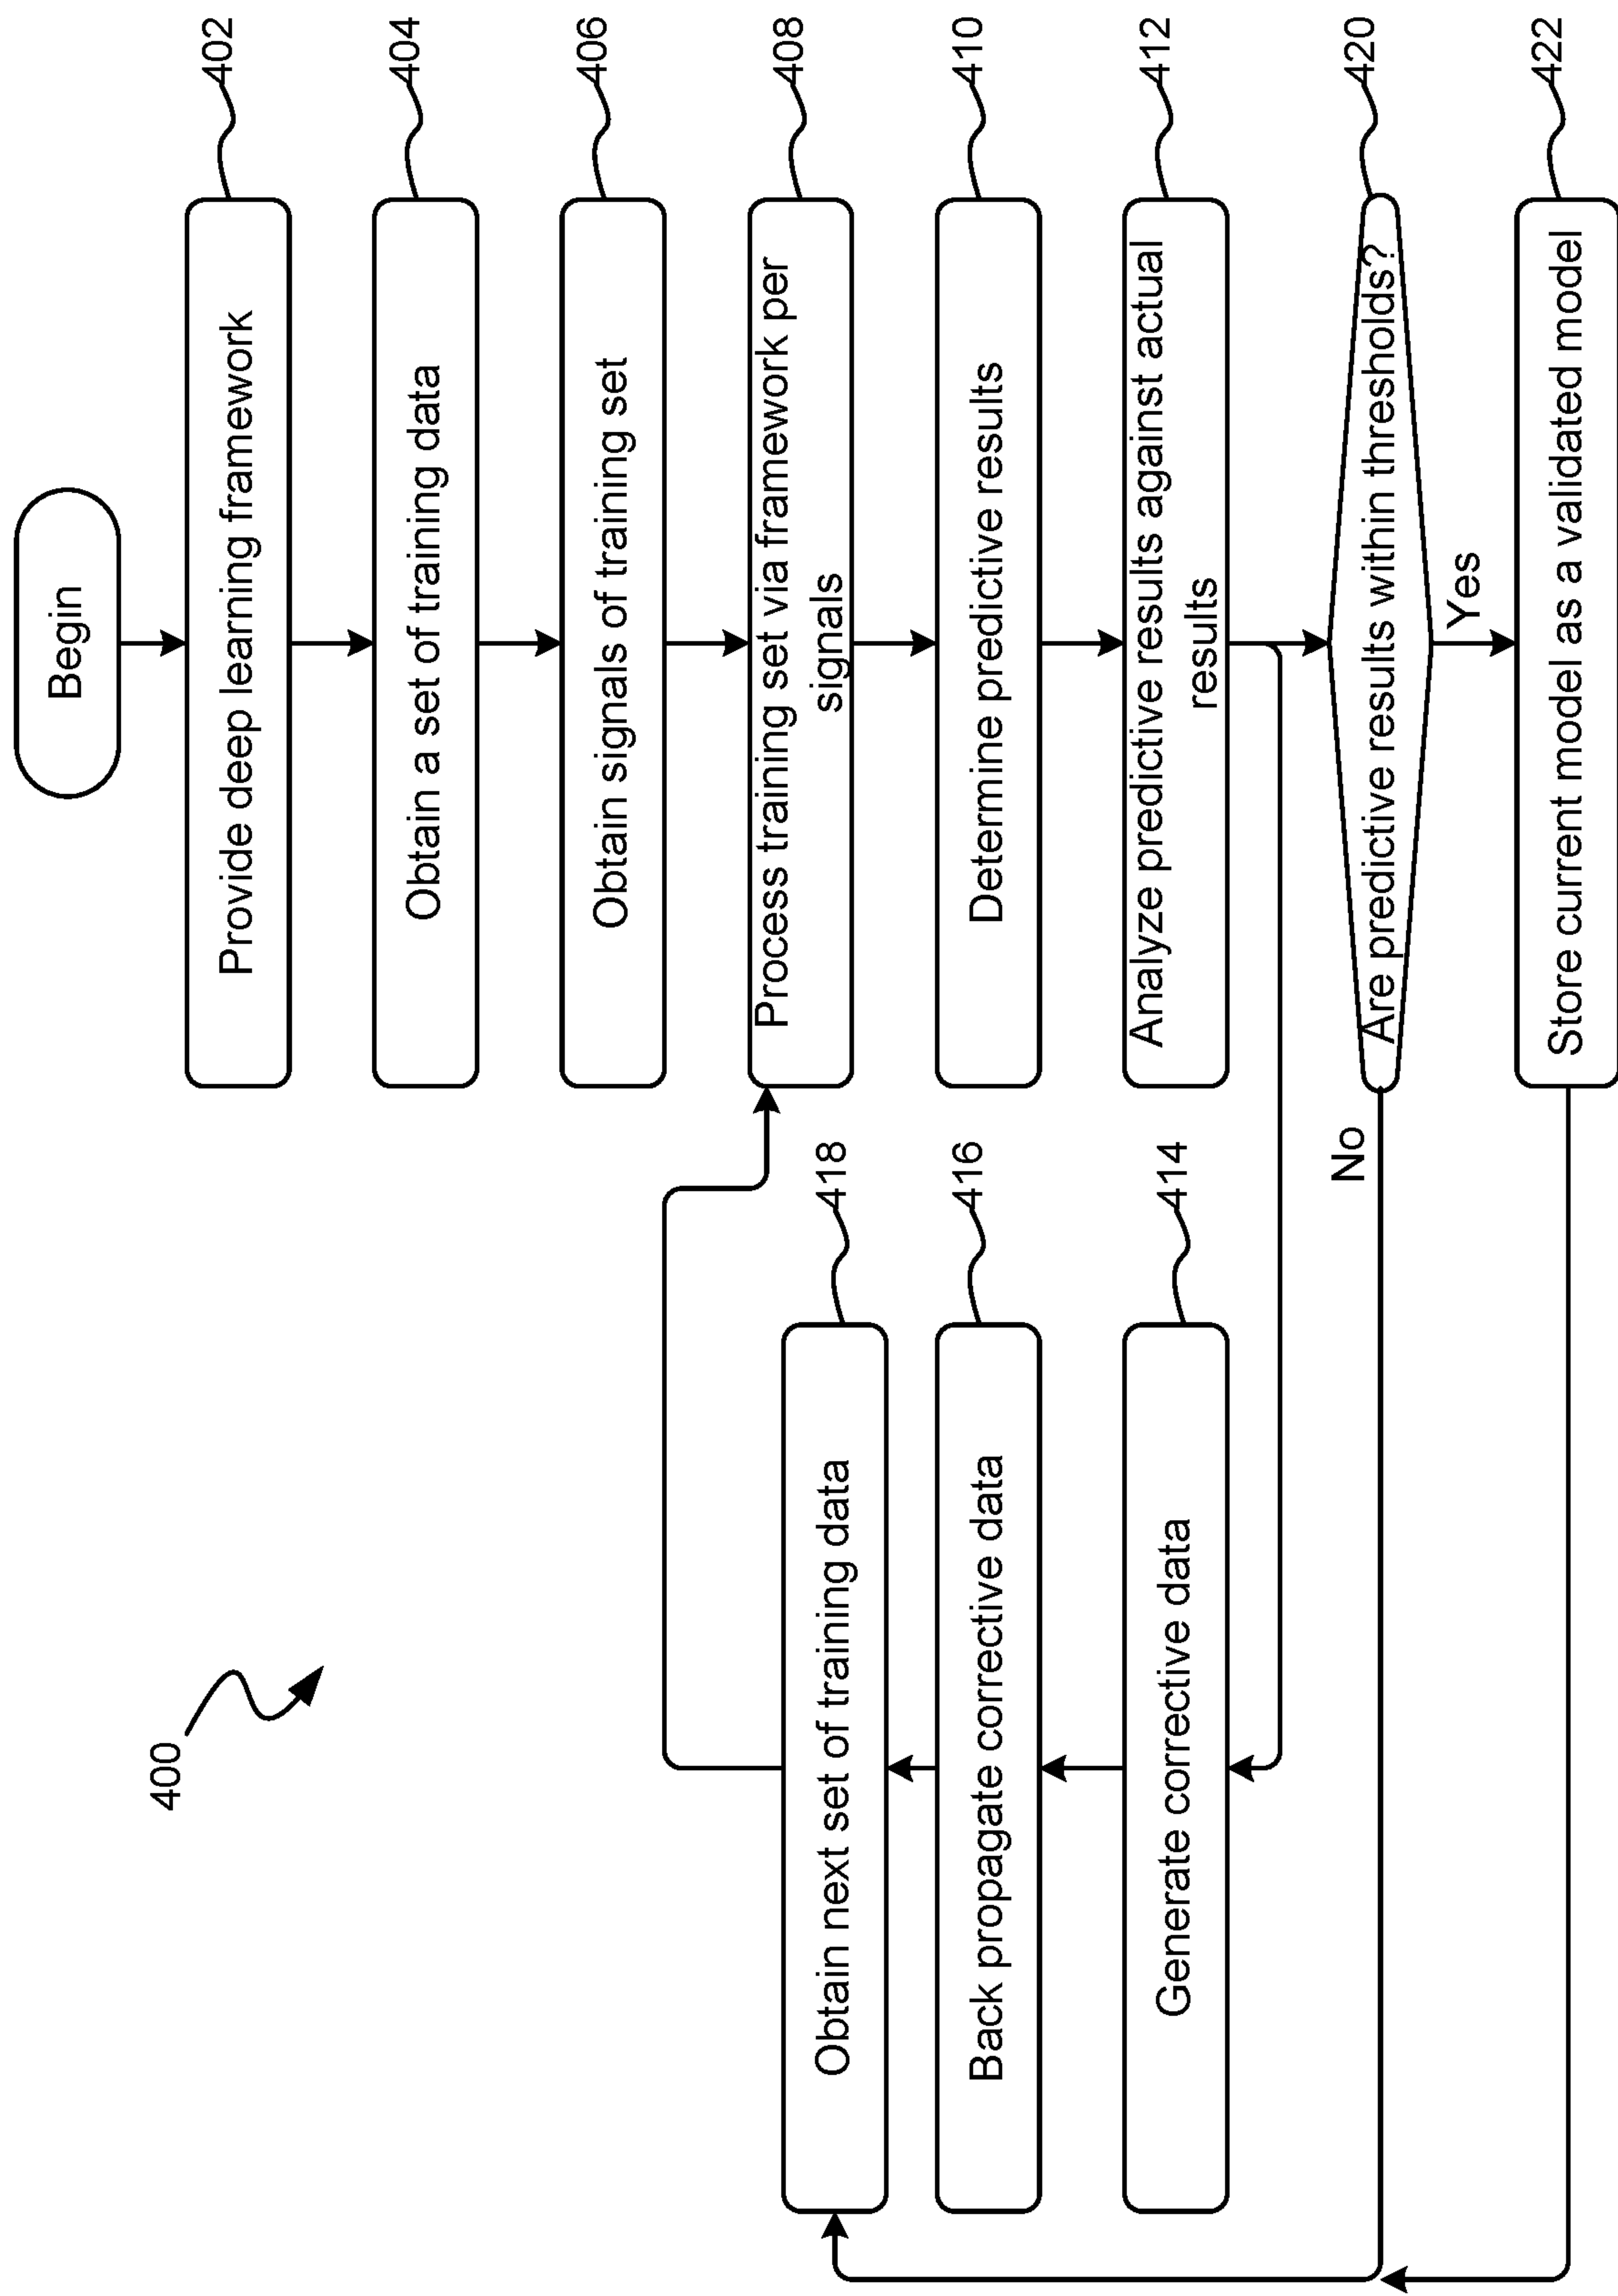 400
Begin
Provide deep learning framework
402
Obtain a set of training data
404
Obtain signals of training set
406
Process training set via framework per
signals
408
Determine predictive results
410
Analyze predictive results against actual
results
412
Obtain next set of training data
418
Back propagate corrective data
416
Generate corrective data
414
Are predictive results within thresholds?
420
No
Yes
Store current model as a validated model
422